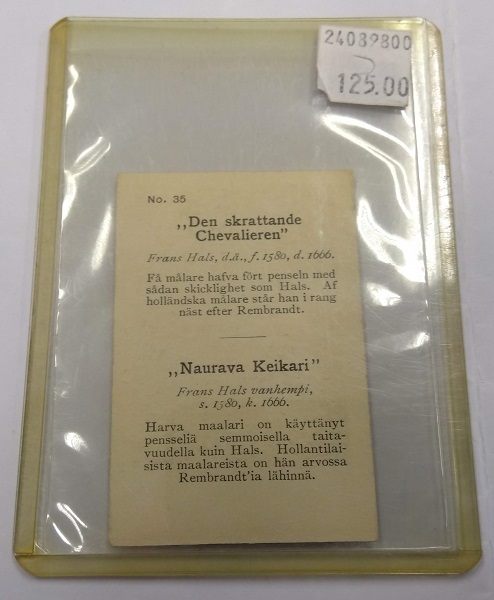 24089800
125.00
No. 35
„Den skrattande
Chevalieren"
Frans Hals, d.ä., f. 1580, d. 1666.
Få målare hafva fört penseln med
sådan skicklighet som Hals. Af
holländska målare står han i rang
näst efter Rembrandt.
„Naurava Keikari"
Frans Hals vanhempi,
s. 1580, k. 1666.
Harva maalari on käyttänyt
pensseliä semmoisella taita-
vuudella kuin Hals. Hollantilai-
sista maalareista on hän arvossa
Rembrandt'ia lähinnä.